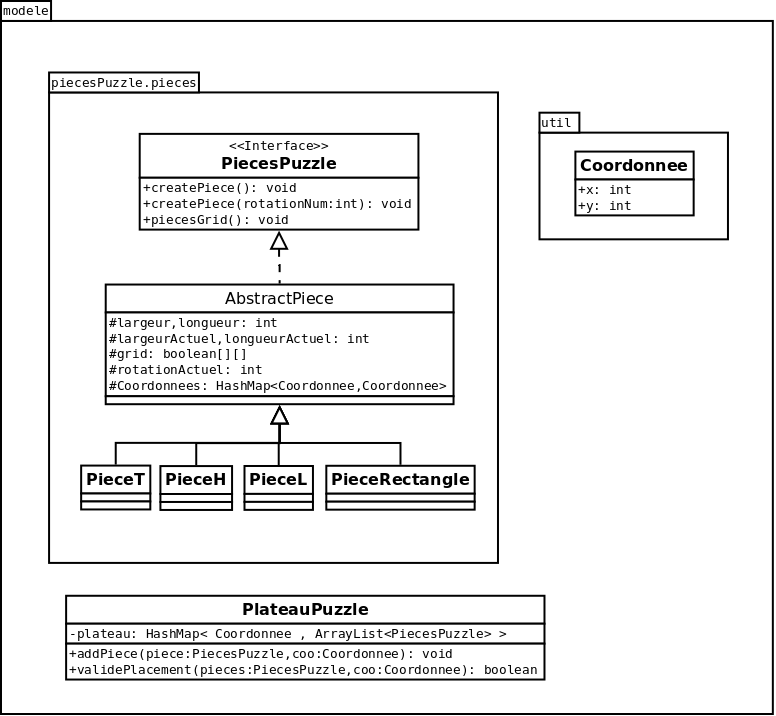 modele
piecesPuzzle.pieces
<<Interface>>
PiecesPuzzle
+createPiece(): void
+createPiece(rotationNum:int): void
+piecesGrid(): void
util
Coordonnee
+x: int
+y: int
AbstractPiece
#largeur,longueur: int
#largeurActuel,longueurActuel: int
#grid: boolean[][]
#rotationActuel: int
#Coordonnees: HashMap<Coordonnee,Coordonnee>
PieceT
PieceH
PieceL
PieceRectangle
PlateauPuzzle
-plateau: HashMap< Coordonnee , ArrayList<PiecesPuzzle> >
+addPiece(piece:PiecesPuzzle,coo:Coordonnee): void
+validePlacement(pieces:PiecesPuzzle,coo:Coordonnee): boolean